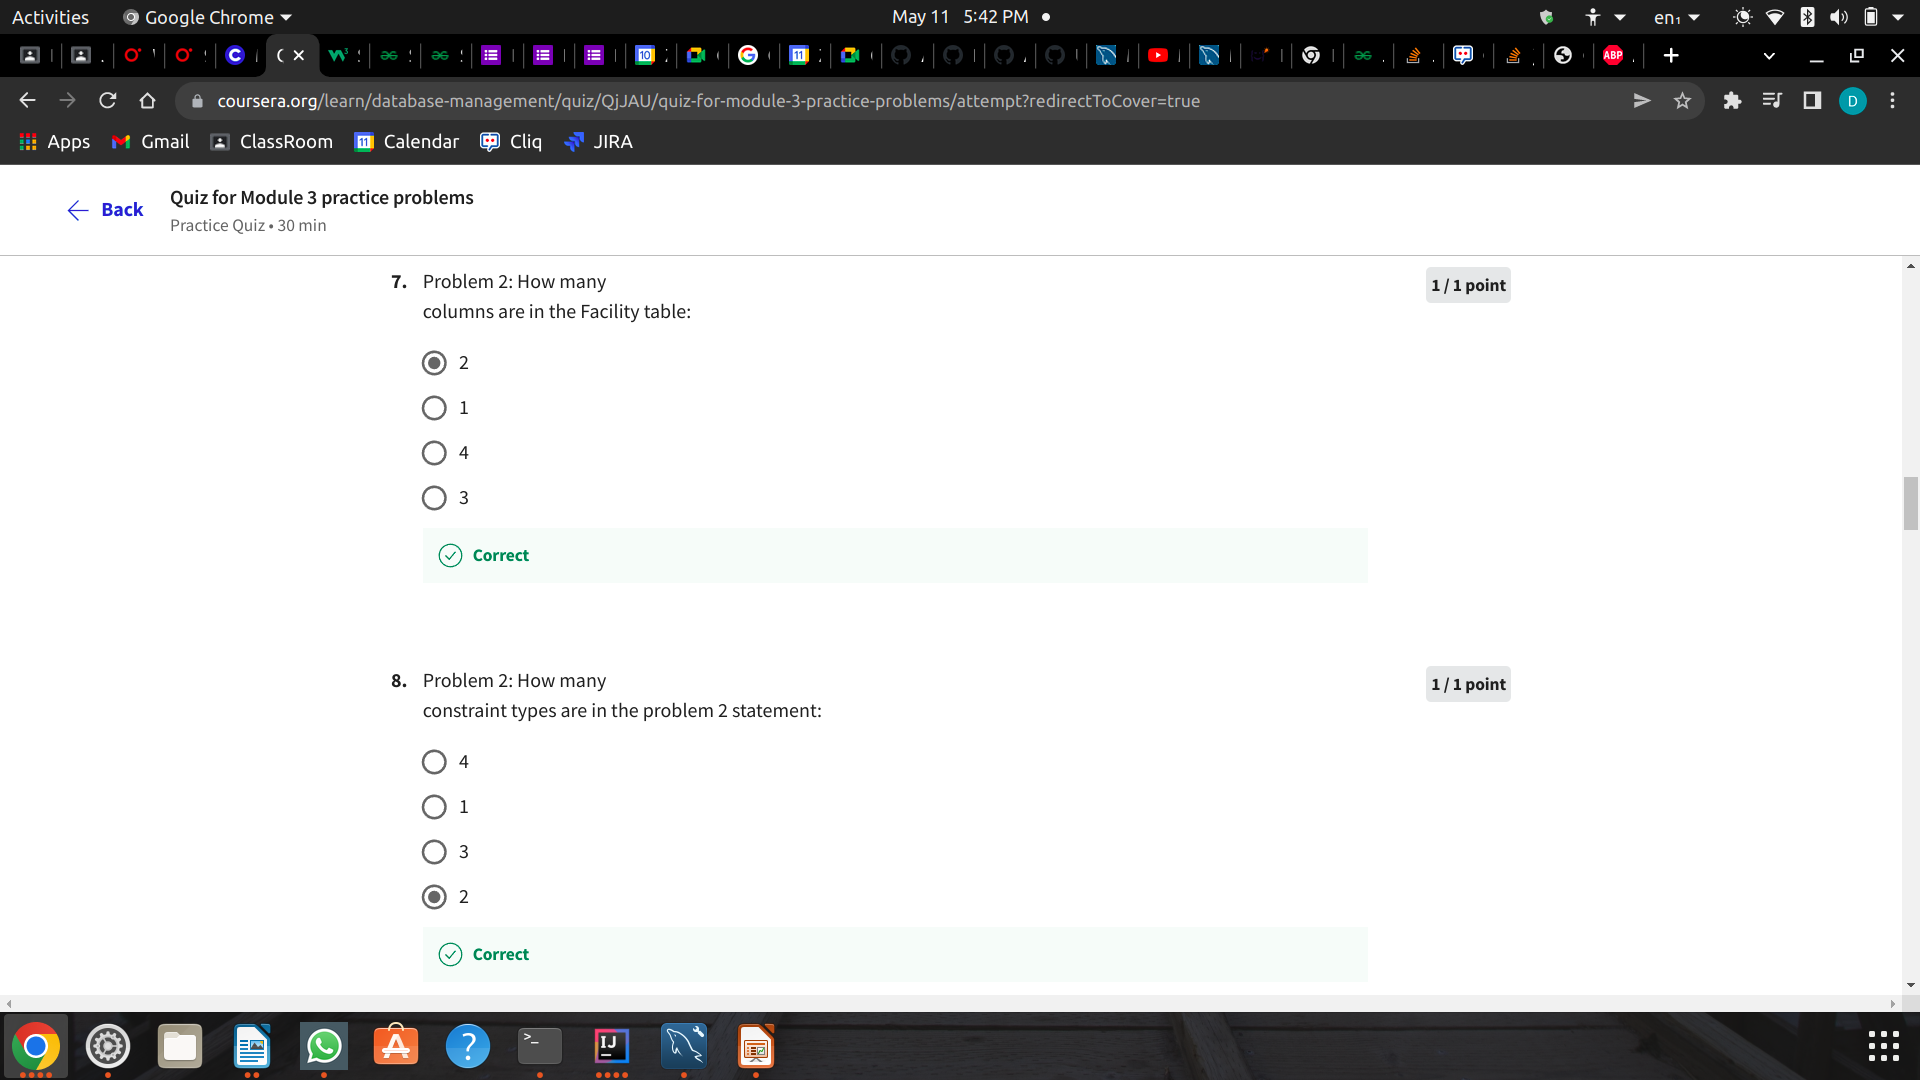 Activities Google Chrome May 11 5:42 PM en₁
coursera.org/learn/database-management/quiz/QjJAU/quiz-for-module-3-practice-problems/attempt?redirectToCover=true D
Apps Gmail ClassRoom Calendar Cliq JIRA
Quiz for Module 3 practice problems
Back
Practice Quiz • 30 min
7. Problem 2: How many
columns are in the Facility table:
1 / 1 point
2
1
4
3
Correct
8. Problem 2: How many
constraint types are in the problem 2 statement:
1 / 1 point
4
1
3
2
Correct